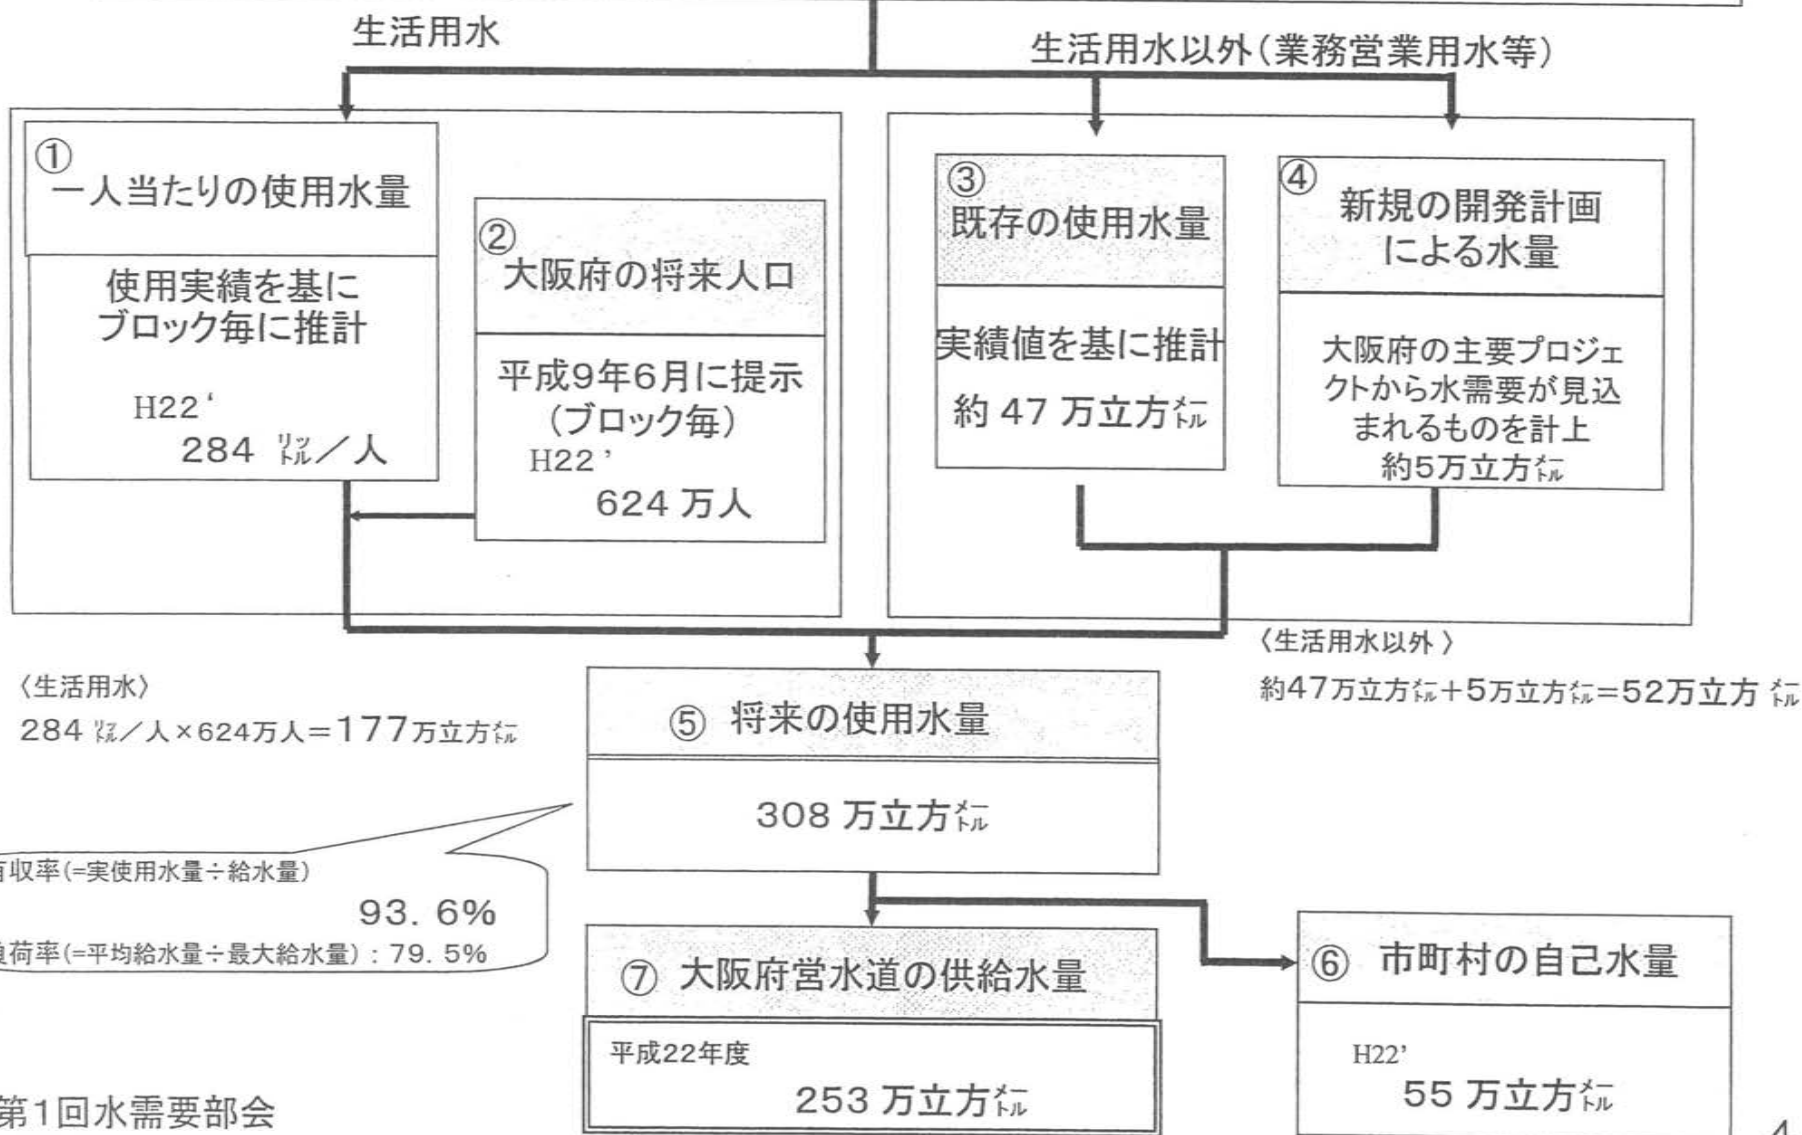 生活用水
生活用水以外(業務営業用水等)
①
一人当たりの使用水量
使用実績を基に
ブロック毎に推計
H22‘
284 リットル／人
②
大阪府の将来人口
平成9年6月に提示
(ブロック毎)
H22’
624 万人
③
既存の使用水量
実績値を基に推計
約 47 万立方メートル
④
新規の開発計画
による水量
大阪府の主要プロジェ
クトから水需要が見込
まれるものを計上
約5万立方メートル
〈生活用水〉
284 リットル／人×624万人＝177万立方メートル
〈生活用水以外 〉
約47万立方メートル＋5万立方メートル＝52万立方メートル
⑤ 将来の使用水量
308 万立方メートル
有収率(=実使用水量÷給水量)
93. 6%
負荷率(=平均給水量÷最大給水量) : 79. 5%
⑦ 大阪府営水道の供給水量
平成22年度
253 万立方メートル
⑥ 市町村の自己水量
H22’
55 万立方メートル
第1回水需要部会
4